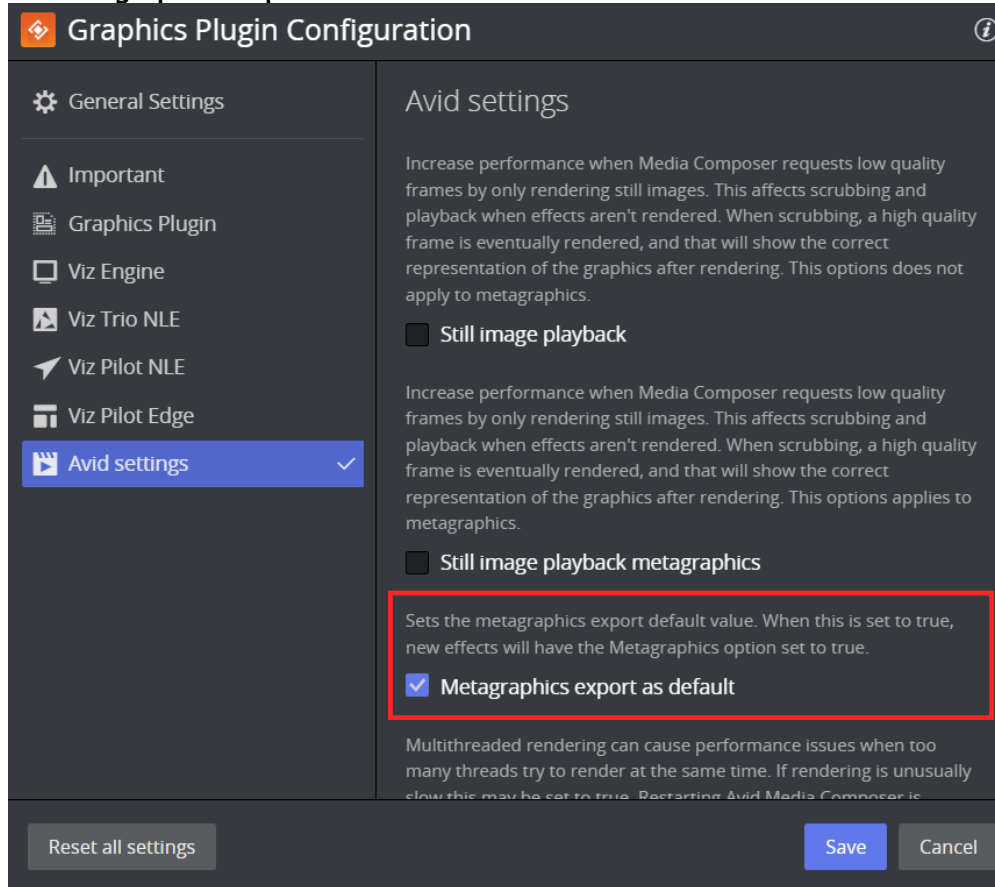 Graphics Plugin Configuration
General Settings
Important
Graphics Plugin
Viz Engine
Viz Trio NLE
Viz Pilot NLE
Viz Pilot Edge
Avid settings
Avid settings
Increase performance when Media Composer requests low quality
frames by only rendering still images. This affects scrubbing and
playback when effects aren't rendered. When scrubbing, a high quality
frame is eventually rendered, and that will show the correct
representation of the graphics after rendering. This options does not
apply to metagraphics.
Still image playback
Increase performance when Media Composer requests low quality
frames by only rendering still images. This affects scrubbing and
playback when effects aren't rendered. When scrubbing, a high quality
frame is eventually rendered, and that will show the correct
representation of the graphics after rendering. This options applies to
metagraphics.
Still image playback metagraphics
Sets the metagraphics export default value. When this is set to true,
new effects will have the Metagraphics option set to true.
Metagraphics export as default
Multithreaded rendering can cause performance issues when too
many threads try to render at the same time. If rendering is unusually
slow this may be set to true. Restarting Avid Media Composer is
Reset all settings
Save
Cancel